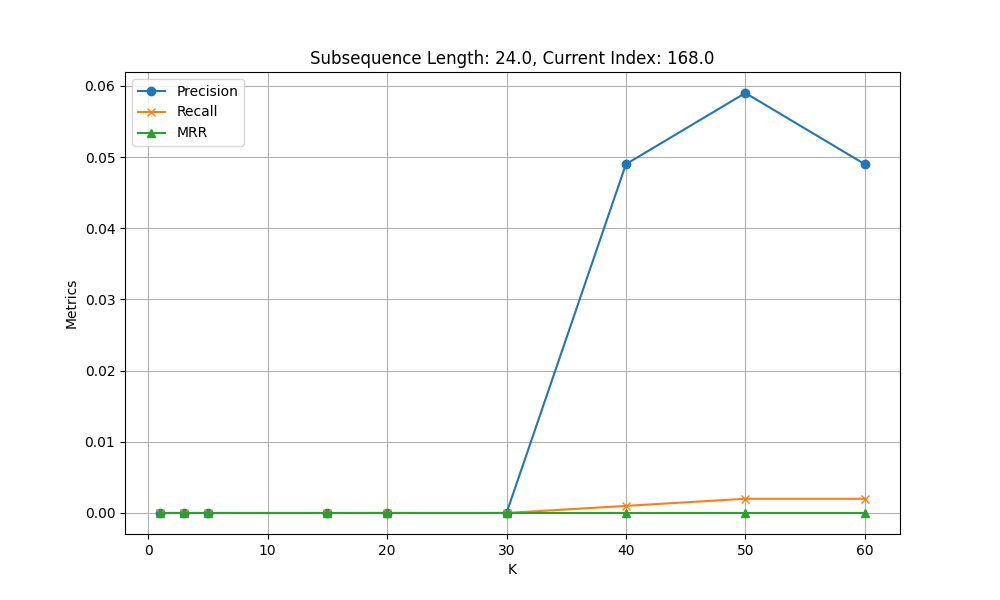 Subsequence Length: 24.0, Current Index: 168.0
Precision
Recall
MRR
0.06
0.05
0.04
0.03
0.02
0.01
0.00
Metrics
0 10 20 30 40 50 60
K